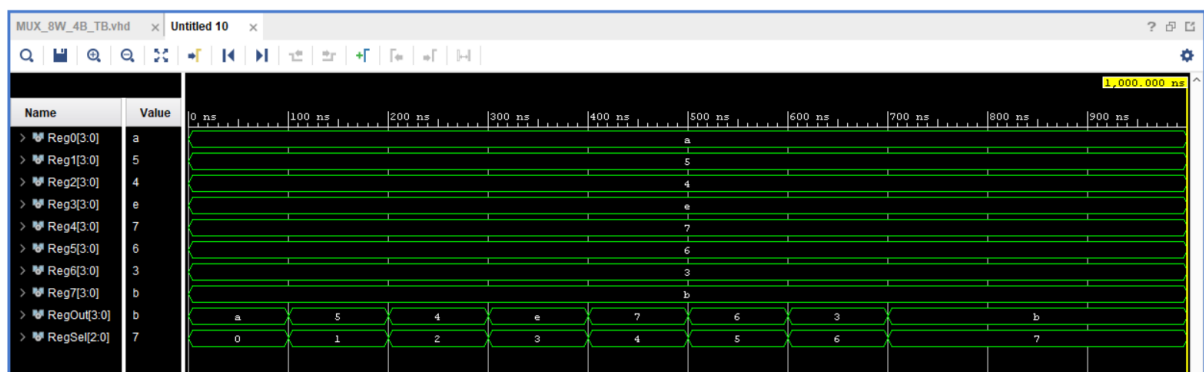 MUX_8W_4B_TB.vhd × Untitled 10 ×
?
1,000.000 ns
Name Value 0 ns 100 ns 200 ns 300 ns 400 ns 500 ns 600 ns 700 ns 800 ns 900 ns
Reg0[3:0] a a
Reg1[3:0] 5 5
Reg2[3:0] 4 4
Reg3[3:0] e e
Reg4[3:0] 7 7
Reg5[3:0] 6 6
Reg6[3:0] 3 3
Reg7[3:0] b b
RegOut[3:0] b a 5 4 e 7 6 3 b
RegSel[2:0] 7 0 1 2 3 4 5 6 7